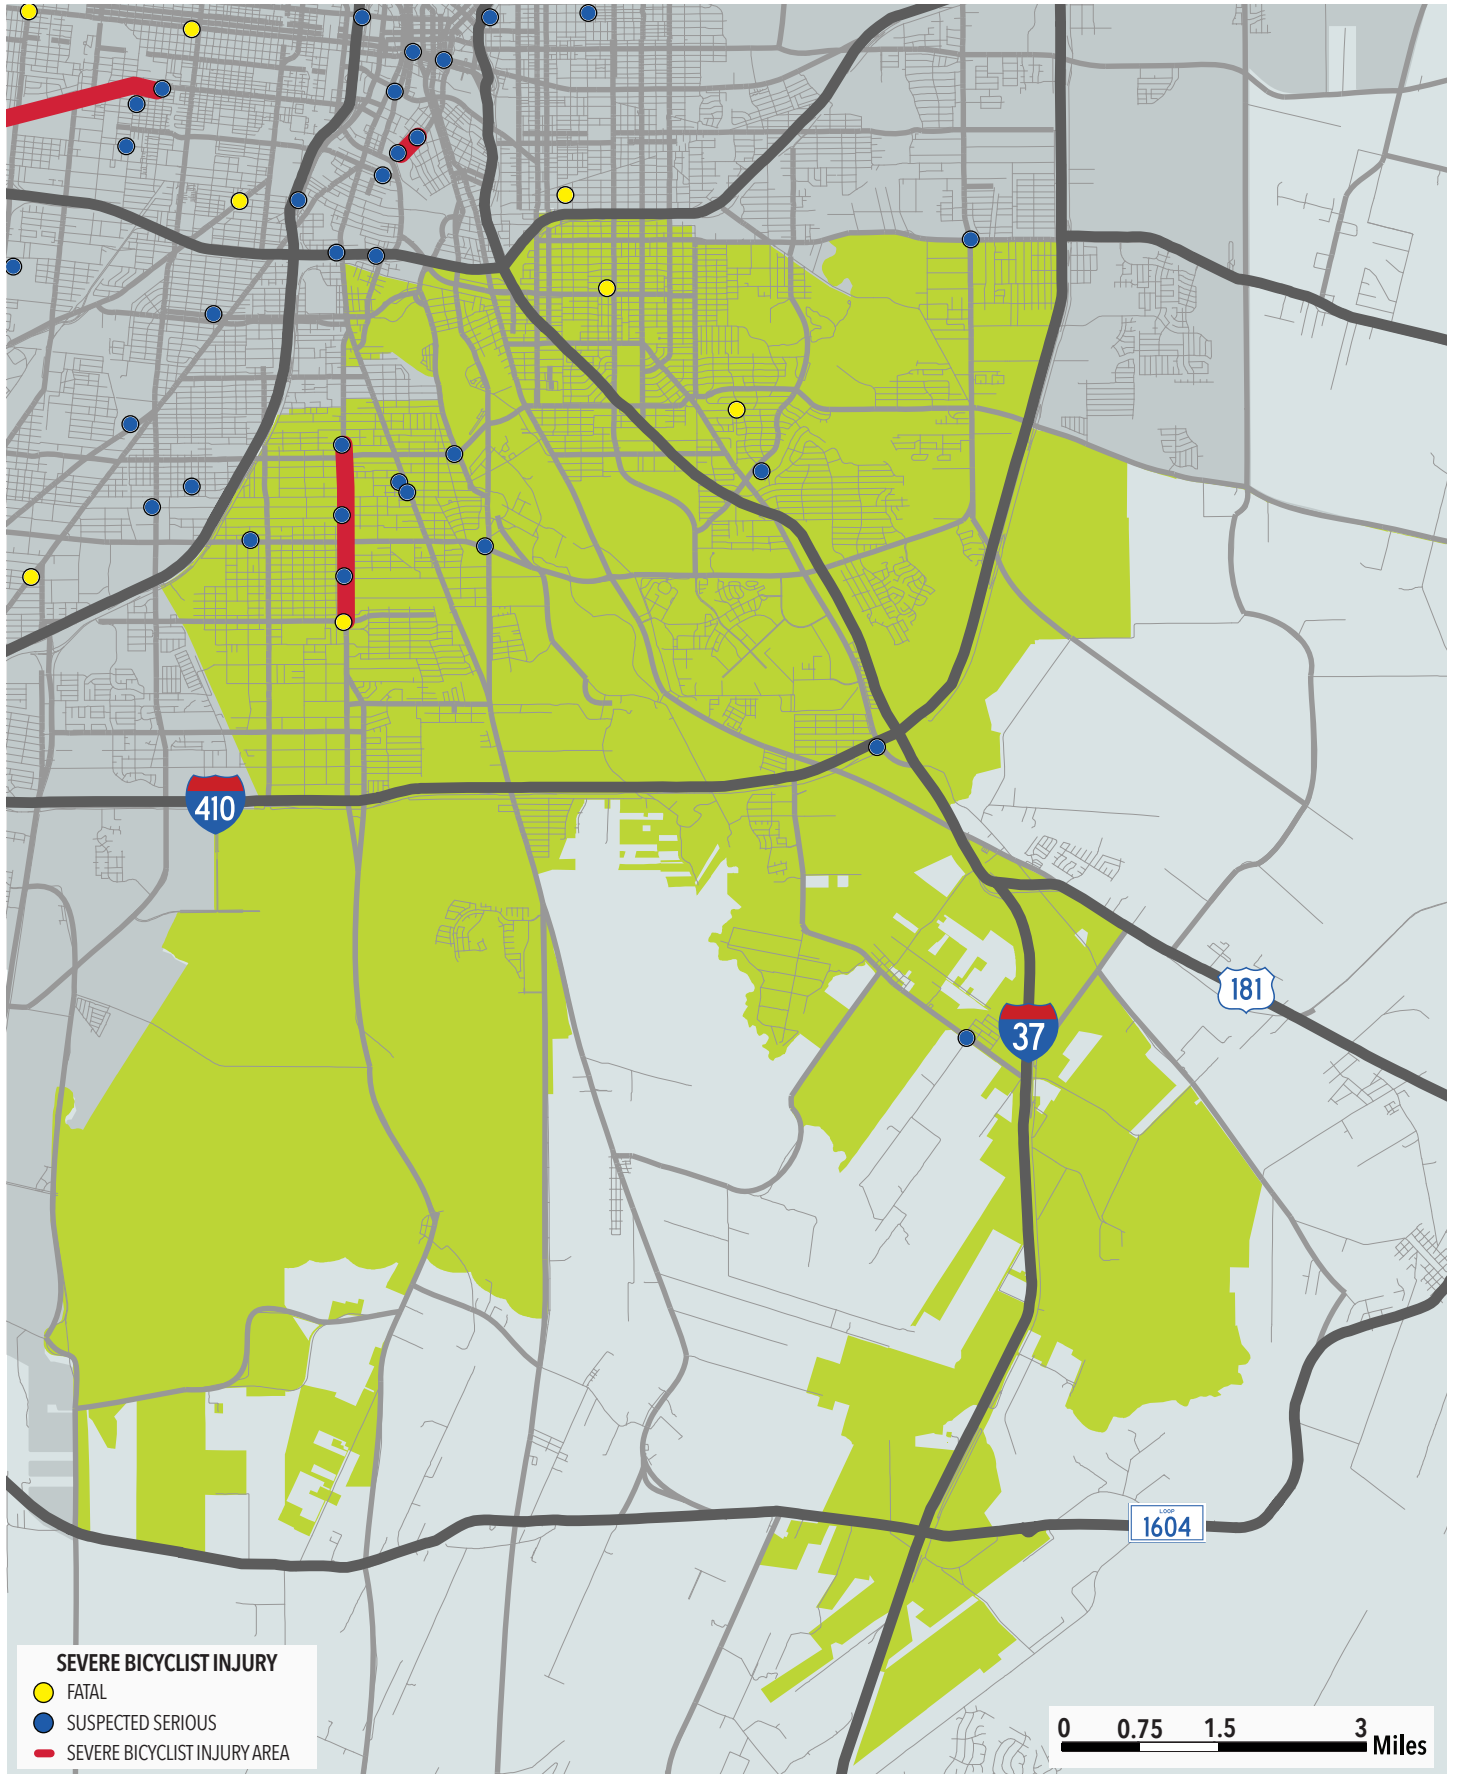 410
181
37
LOOP
1604
SEVERE BICYCLIST INJURY
FATAL
SUSPECTED SERIOUS
SEVERE BICYCLIST INJURY AREA
0 0.75 1.5 3
Miles